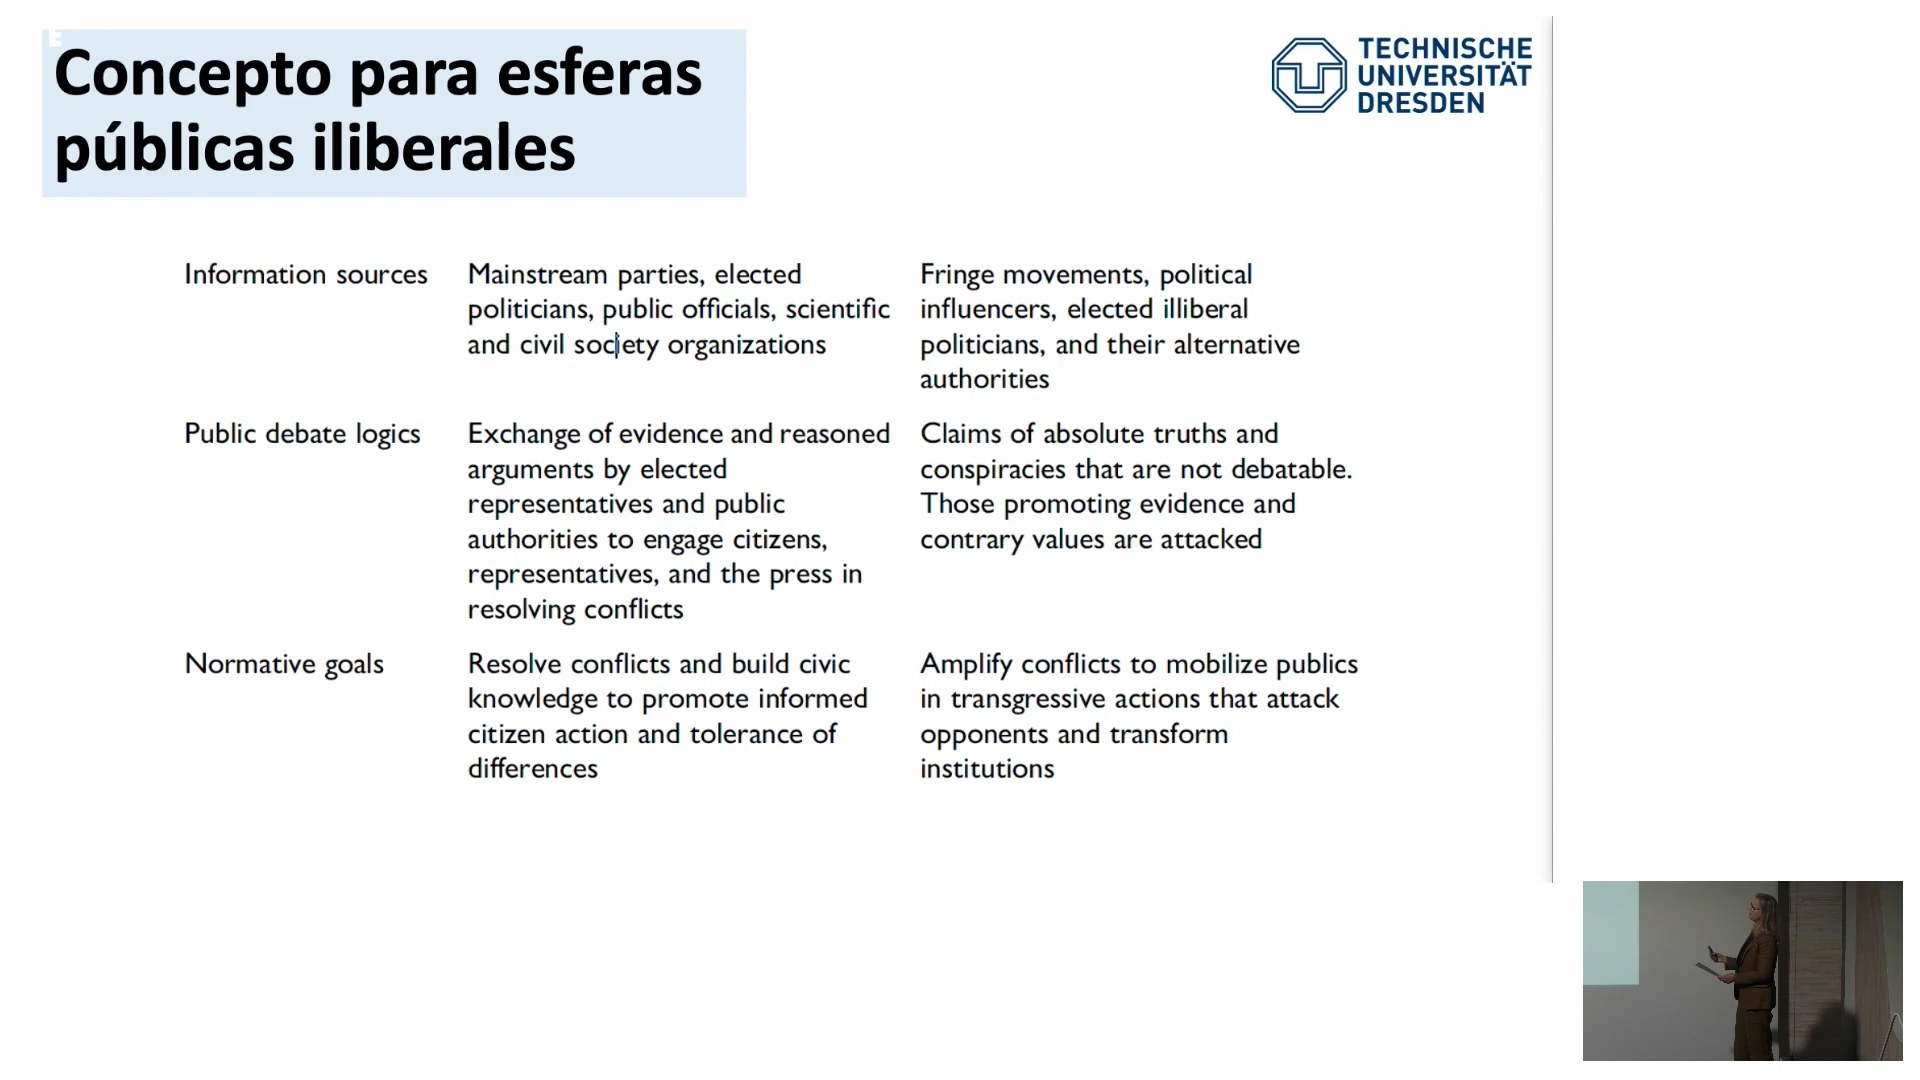 Concepto para esferas
públicas iliberales
TECHNISCHE
UNIVERSITÄT
DRESDEN
Information sources
Mainstream parties, elected
politicians, public officials, scientific
and civil society organizations
Fringe movements, political
influencers, elected illiberal
politicians, and their alternative
authorities
Public debate logics
Exchange of evidence and reasoned
arguments by elected
representatives and public
authorities to engage citizens,
representatives, and the press in
resolving conflicts
Claims of absolute truths and
conspiracies that are not debatable.
Those promoting evidence and
contrary values are attacked
Normative goals
Resolve conflicts and build civic
knowledge to promote informed
citizen action and tolerance of
differences
Amplify conflicts to mobilize publics
in transgressive actions that attack
opponents and transform
institutions